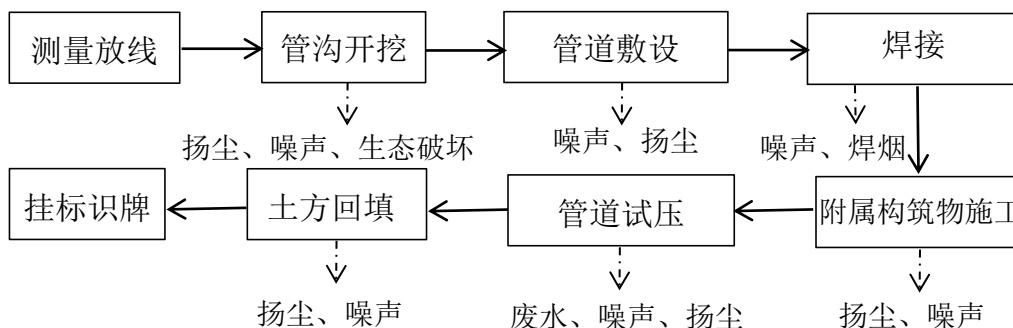 测量放线
管沟开挖
管道敷设
焊接
扬尘、噪声、生态破坏
噪声、扬尘
噪声、焊烟
挂标识牌
土方回填
管道试压
附属构筑物施工
扬尘、噪声
废水、噪声、扬尘
扬尘、噪声